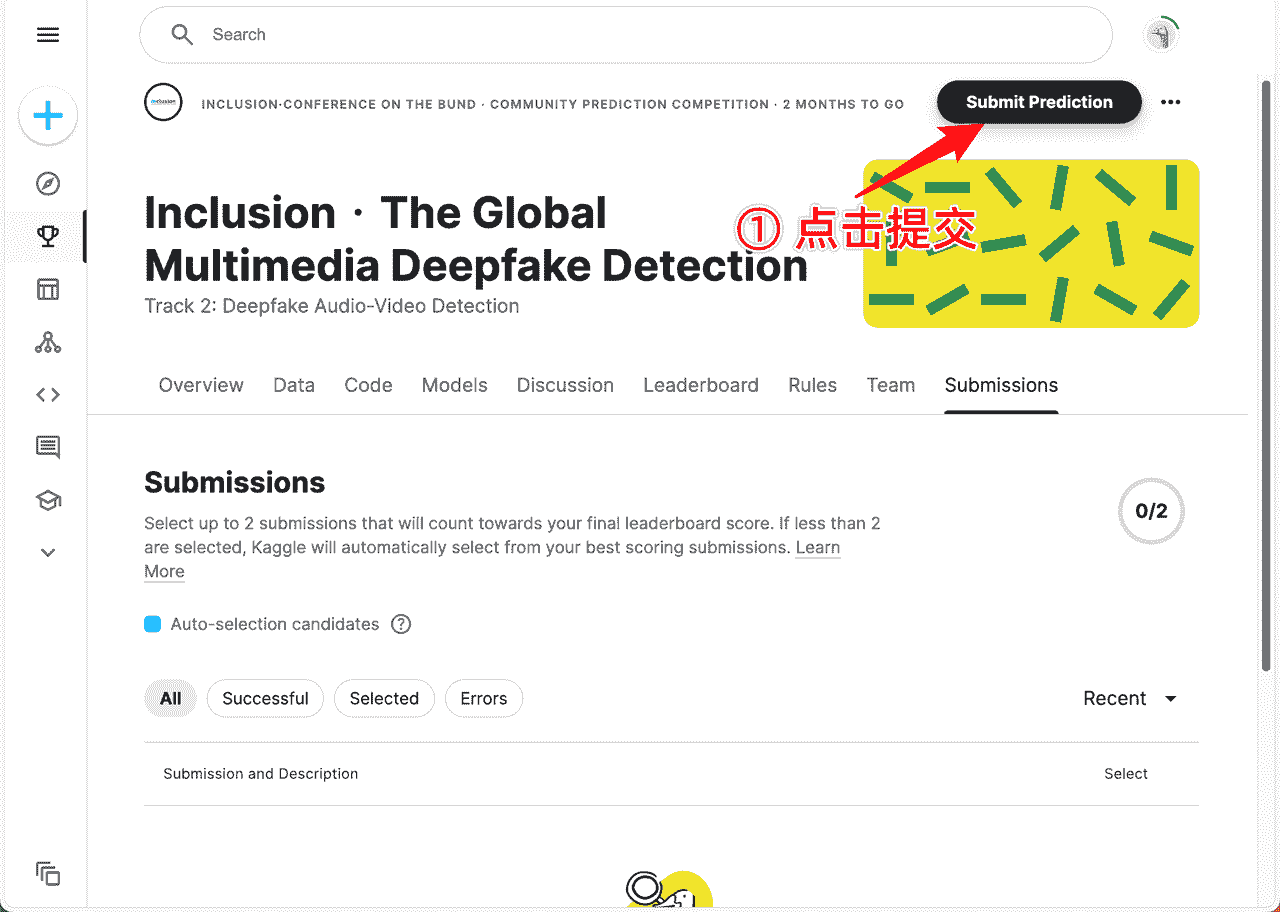 Search
inclusion
INCLUSION·CONFERENCE ON THE BUND · COMMUNITY PREDICTION COMPETITION · 2 MONTHS TO GO
Submit Prediction
Inclusion · The Global
Multimedia Deepfake Detection
① 点击提交
Track 2: Deepfake Audio-Video Detection
Overview Data Code Models Discussion Leaderboard Rules Team Submissions
Submissions
0/2
Select up to 2 submissions that will count towards your final leaderboard score. If less than 2
are selected, Kaggle will automatically select from your best scoring submissions. Learn
More
Auto-selection candidates ?
All Successful Selected Errors Recent
Submission and Description Select